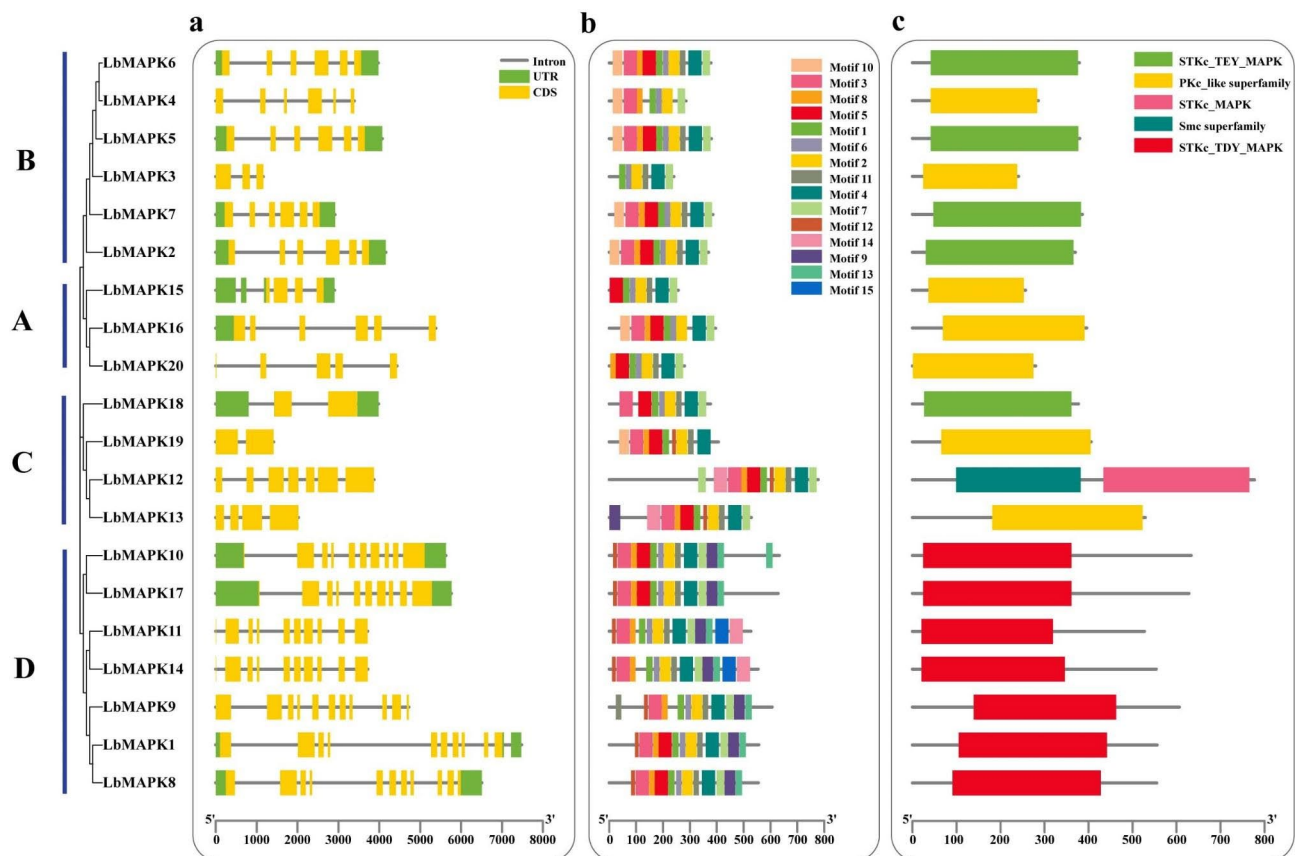 a
b
c
B
A
C
D
LbMAPK6
LbMAPK4
LbMAPK5
LbMAPK3
LbMAPK7
LbMAPK2
LbMAPK15
LbMAPK16
LbMAPK20
LbMAPK18
LbMAPK19
LbMAPK12
LbMAPK13
LbMAPK10
LbMAPK17
LbMAPK11
LbMAPK14
LbMAPK9
LbMAPK1
LbMAPK8
Intron
UTR
CDS
5' 3'
0 1000 2000 3000 4000 5000 6000 7000 8000
Motif 10
Motif 3
Motif 8
Motif 5
Motif 1
Motif 6
Motif 2
Motif 11
Motif 4
Motif 7
Motif 12
Motif 14
Motif 9
Motif 13
Motif 15
5' 3'
0 100 200 300 400 500 600 700 800
STKc_TEY_MAPK
PKc_like superfamily
STKc_MAPK
Smc superfamily
STKc_TDY_MAPK
5' 3'
0 100 200 300 400 500 600 700 800